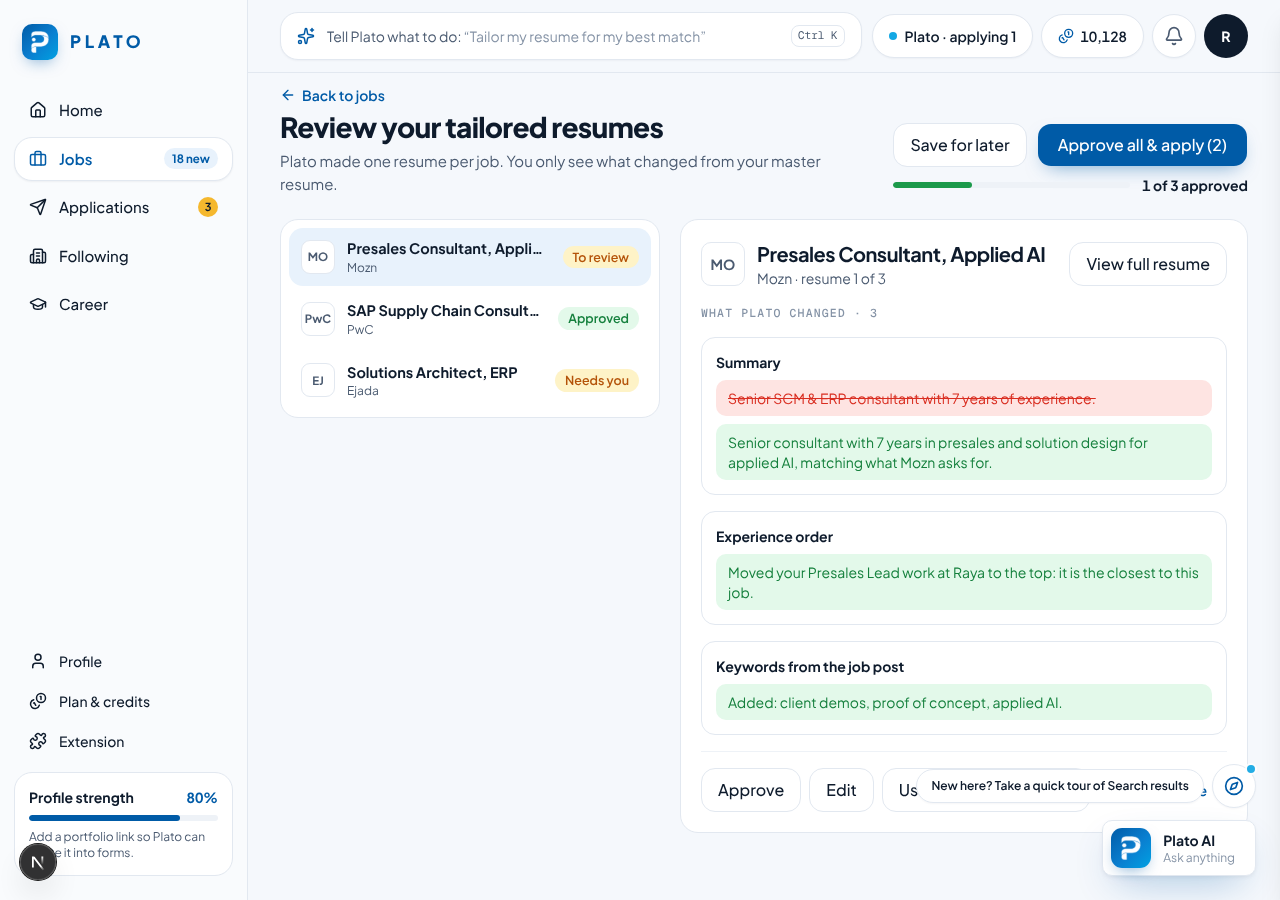 PLATO
Tell Plato what to do: “Tailor my resume for my best match”
Ctrl K
Plato · applying 1
10,128
R
Home
Jobs
18 new
Applications
3
Following
Career
Back to jobs
Review your tailored resumes
Plato made one resume per job. You only see what changed from your master
resume.
Save for later
Approve all & apply (2)
1 of 3 approved
MO
Presales Consultant, Appli...
Mozn
To review
PwC
SAP Supply Chain Consult...
PwC
Approved
EJ
Solutions Architect, ERP
Ejada
Needs you
MO
Presales Consultant, Applied AI
Mozn · resume 1 of 3
View full resume
WHAT PLATO CHANGED · 3
Summary
Senior SCM & ERP consultant with 7 years of experience.
Senior consultant with 7 years in presales and solution design for
applied AI, matching what Mozn asks for.
Experience order
Moved your Presales Lead work at Raya to the top: it is the closest to this
job.
Keywords from the job post
Added: client demos, proof of concept, applied AI.
Approve
Edit
New here? Take a quick tour of Search results
Plato AI
Ask anything
Profile
Plan & credits
Extension
Profile strength
80%
Add a portfolio link so Plato can
it into forms.
N